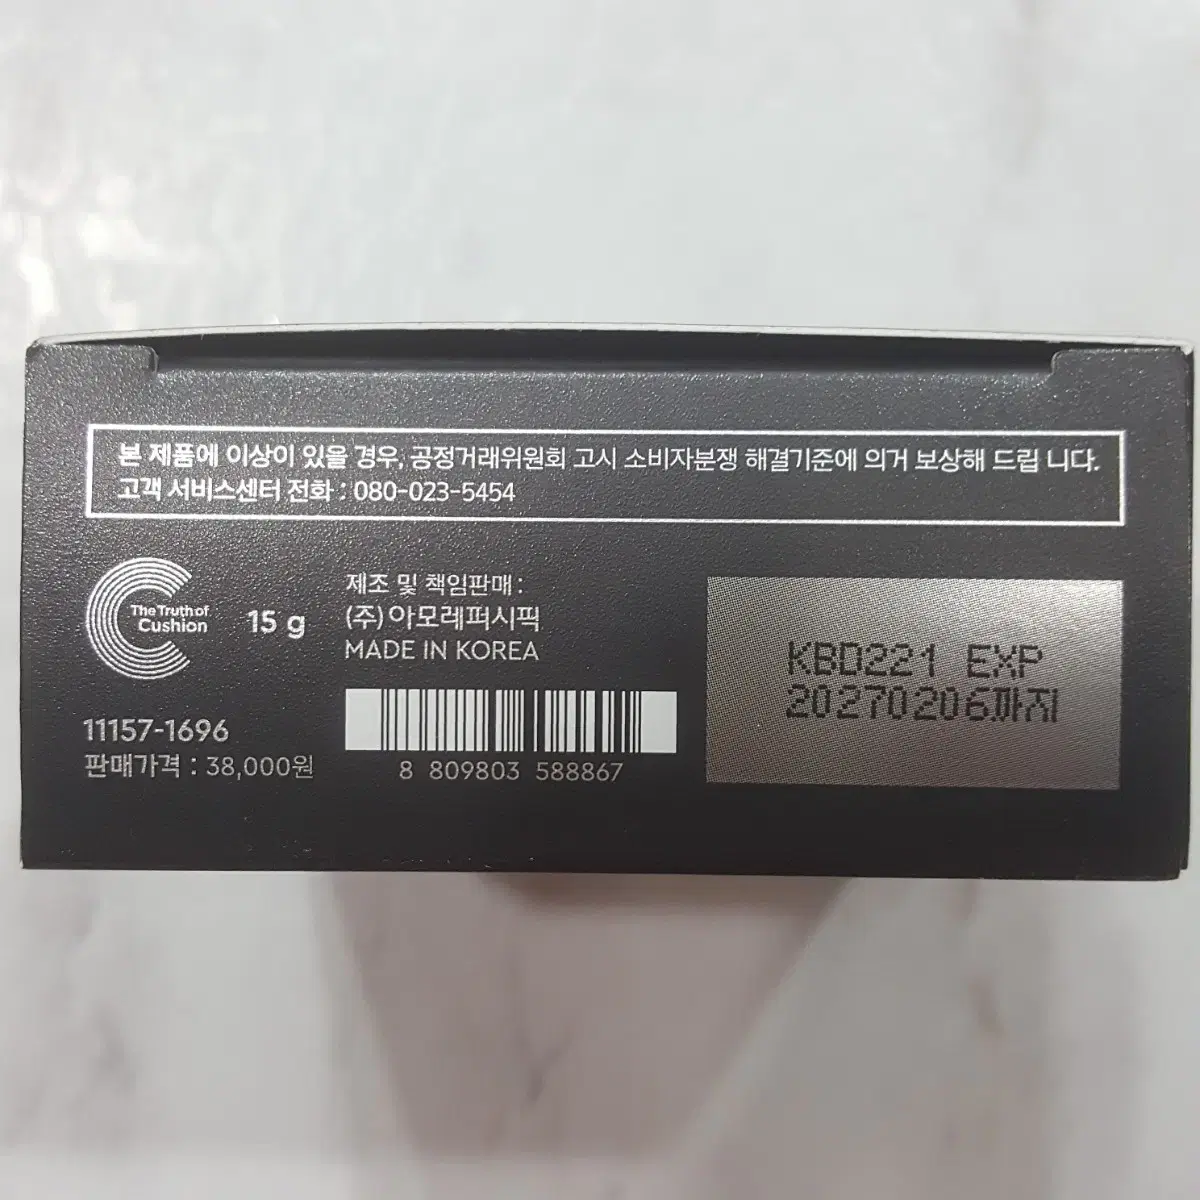 본 제품에 이상이 있을 경우, 공정거래위원회 고시 소비자분쟁 해결기준에 의거 보상해 드립 니다.
고객 서비스센터 전화 : 080-023-5454
The Truth of
Cushion
15 g
제조 및 책임판매 :
(주)아모레퍼시픽
MADE IN KOREA
11157-1696
판매가격 : 38,000원
8 809803 588867
KBD221 EXP
20270206까지